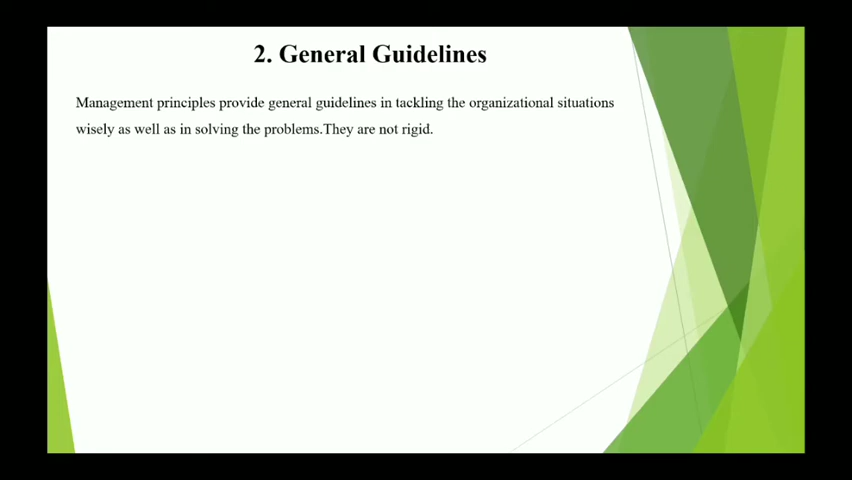 2. General Guidelines
Management principles provide general guidelines in tackling the organizational situations
wisely as well as in solving the problems.They are not rigid.